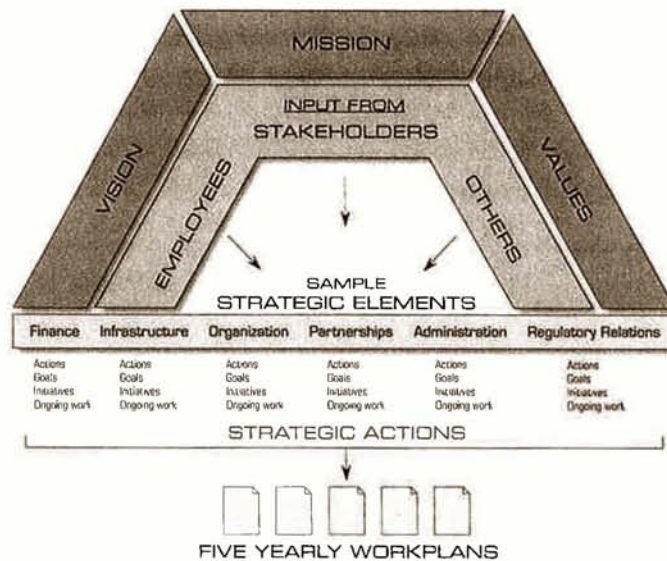 MISSION
VISION
VALUES
INPUT FROM
STAKEHOLDERS
EMPLOYEES
OTHERS
SAMPLE
STRATEGIC ELEMENTS
Finance Infrastructure Organization Partnerships Administration Regulatory Relations
Actions Actions Actions Actions Actions Actions
Goals Goals Goals Goals Goals Goals
Initiatives Initiatives Initiatives Initiatives Initiatives Initiatives
Ongoing work Ongoing work Ongoing work Ongoing work Ongoing work Ongoing work
STRATEGIC ACTIONS
FIVE YEARLY WORKPLANS